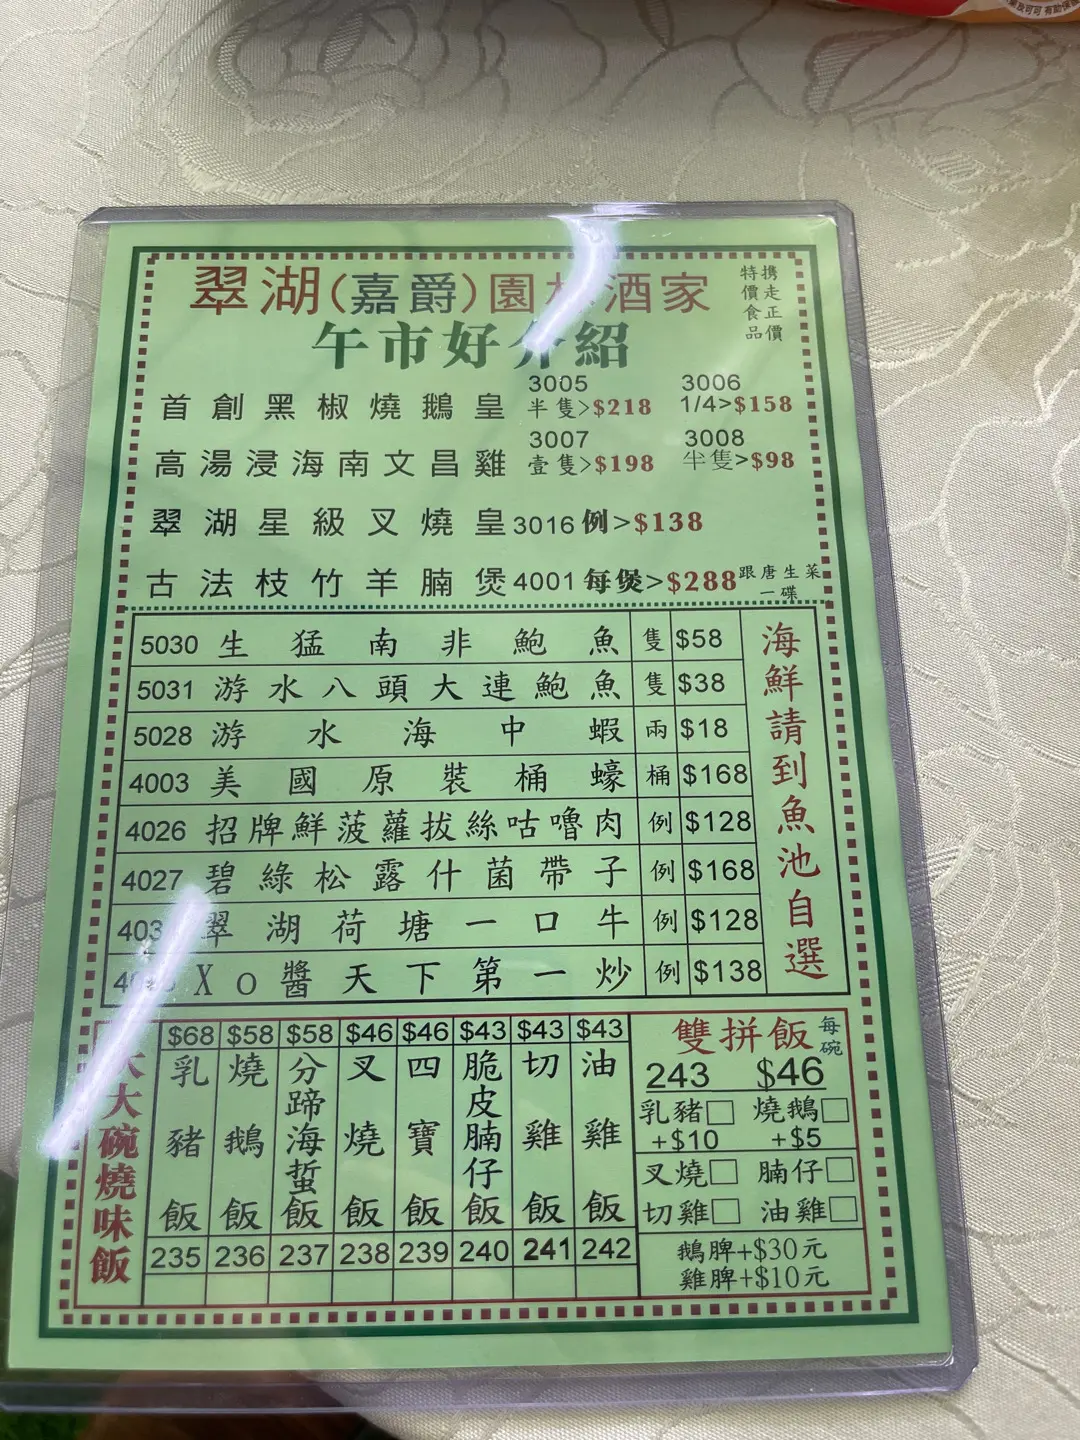 翠湖(嘉爵)園 酒家
特價食品
携走正價
午市好介紹
首創黑椒燒鵝皇 3005 半隻>$218 3006 1/4>$158
高湯浸海南文昌雞 3007 壹隻>$198 3008 半隻>$98
翠湖星級叉燒皇 3016 例>$138
古法枝竹羊腩煲 4001 每煲>$288 跟唐生菜一碟
5030 生猛南非鮑魚 隻 $58
5031 游水八頭大連鮑魚 隻 $38
5028 游水海中蝦 兩 $18
4003 美國原裝桶蠔 桶 $168
4026 招牌鮮菠蘿拔絲咕嚕肉 例 $128
4027 碧綠松露什菌帶子 例 $168
翠湖荷塘一口牛 例 $128
Xo醬天下第一炒 例 $138
海鮮請到魚池自選
大碗燒味飯
$68 乳豬飯 235
$58 燒鵝飯 236
$58 分蹄海蜇飯 237
$46 叉燒飯 238
$46 四寶飯 239
$43 脆皮腩仔飯 240
$43 切雞飯 241
$43 油雞飯 242
雙拼飯 每碗
243 $46
乳豬□ 燒鵝□
+$10 +$5
叉燒□ 腩仔□
切雞□ 油雞□
鵝脾+$30元
雞脾+$10元